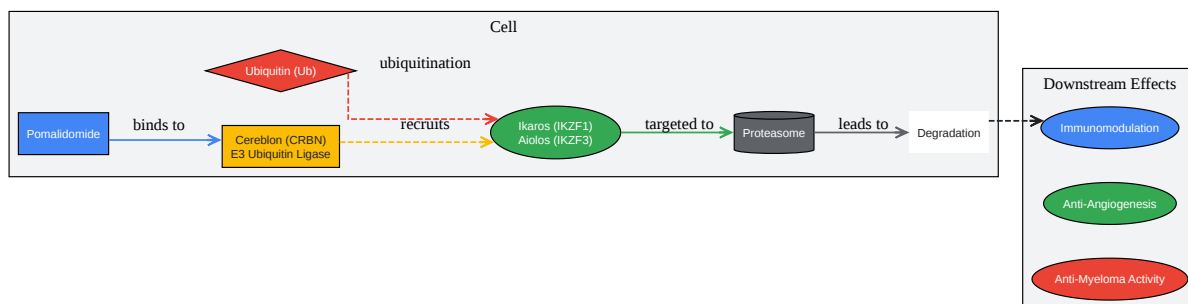 Cell
Ubiquitin (Ub)
ubiquitination
Pomalidomide
binds to
Cereblon (CRBN)
E3 Ubiquitin Ligase
recruits
Ikaros (IKZF1)
Aiolos (IKZF3)
targeted to
Proteasome
leads to
Degradation
Downstream Effects
Immunomodulation
Anti-Angiogenesis
Anti-Myeloma Activity